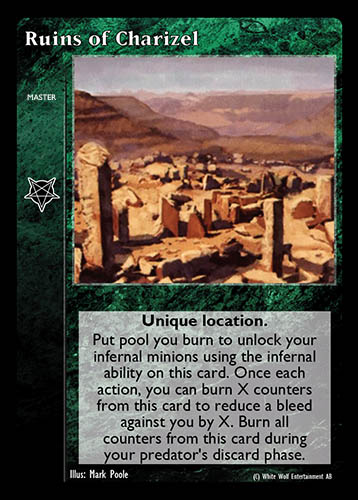 Ruins of Charizel
MASTER
Unique location.
Put pool you burn to unlock your
infernal minions using the infernal
ability on this card. Once each
action, you can burn X counters
from this card to reduce a bleed
against you by X. Burn all
counters from this card during
your predator's discard phase.
Illus: Mark Poole
(C) White Wolf Entertainment AB